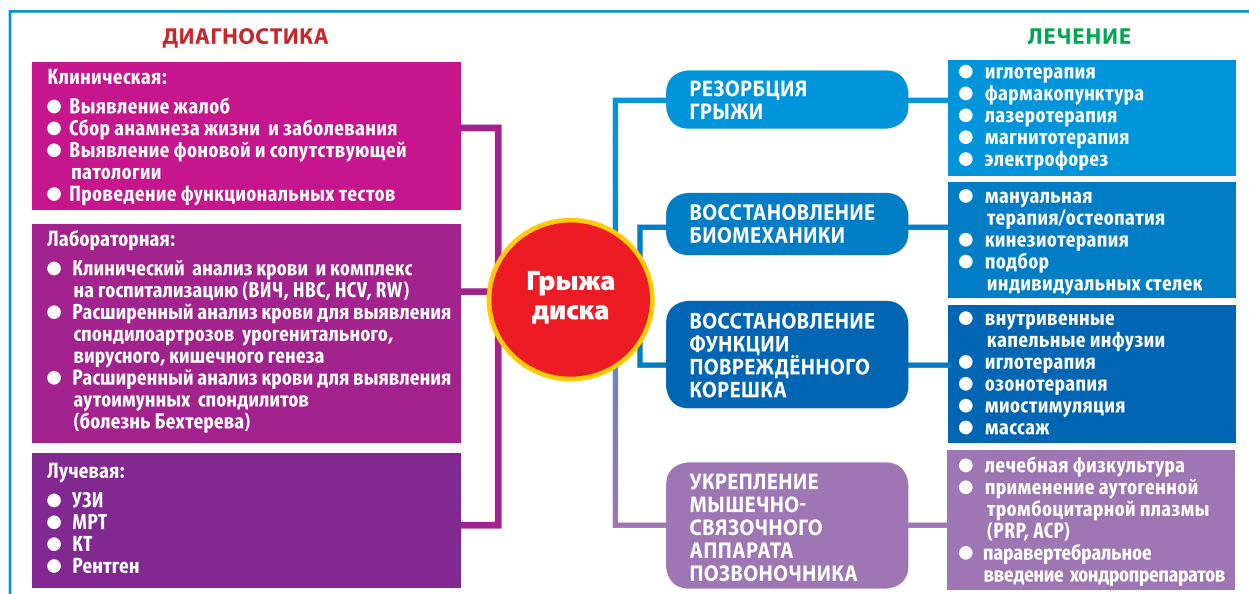 ДИАГНОСТИКА
Клиническая:
● Выявление жалоб
● Сбор анамнеза жизни и заболевания
● Выявление фоновой и сопутствующей
патологии
● Проведение функциональных тестов
Лабораторная:
● Клинический анализ крови и комплекс
на госпитализацию (ВИЧ, НВС, HCV, RW)
● Расширенный анализ крови для выявления
спондилоартрозов урогенитального,
вирусного, кишечного генеза
● Расширенный анализ крови для выявления
аутоимунных спондилитов
(болезнь Бехтерева)
Лучевая:
● УЗИ
● МРТ
● КТ
● Рентген
Грыжа
диска
ЛЕЧЕНИЕ
РЕЗОРБЦИЯ
ГРЫЖИ
● иглотерапия
● фармакопунктура
● лазеротерапия
● магнитотерапия
● электрофорез
ВОССТАНОВЛЕНИЕ
БИОМЕХАНИКИ
● мануальная
терапия/остеопатия
● кинезиотерапия
● подбор
индивидуальных стелек
ВОССТАНОВЛЕНИЕ
ФУНКЦИИ
ПОВРЕЖДЁННОГО
КОРЕШКА
● внутривенные
капельные инфузии
● иглотерапия
● озонотерапия
● миостимуляция
● массаж
УКРЕПЛЕНИЕ
МЫШЕЧНО-
СВЯЗОЧНОГО
АППАРАТА
ПОЗВОНОЧНИКА
● лечебная физкультура
● применение аутогенной
тромбоцитарной плазмы
(PRP, ACP)
● паравертебральное
введение хондропрепаратов